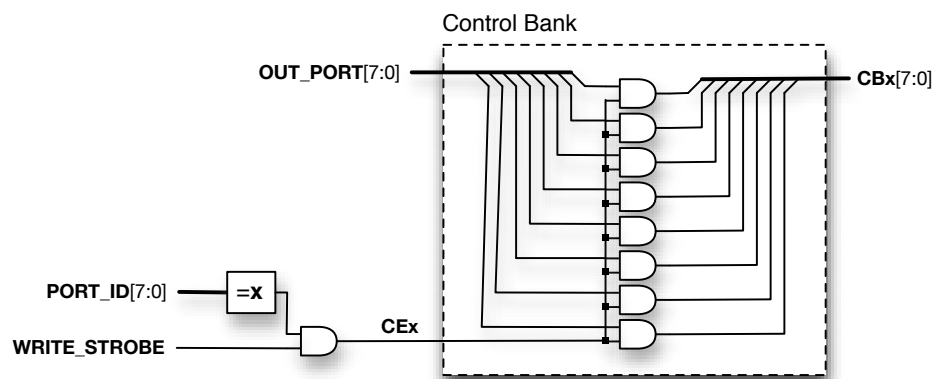 Control Bank
OUT_PORT[7:0]
CBx[7:0]
PORT_ID[7:0]
=x
CEx
WRITE_STROBE